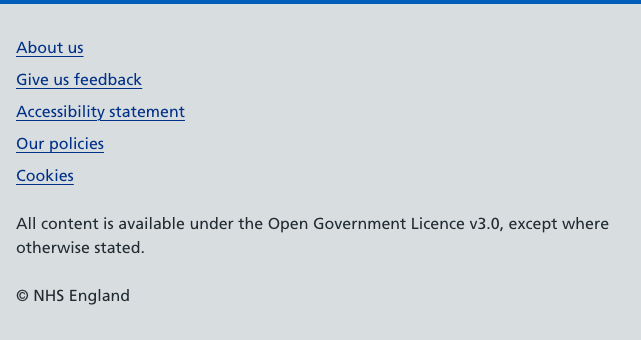 About us
Give us feedback
Accessibility statement
Our policies
Cookies
All content is available under the Open Government Licence v3.0, except where
otherwise stated.
© NHS England